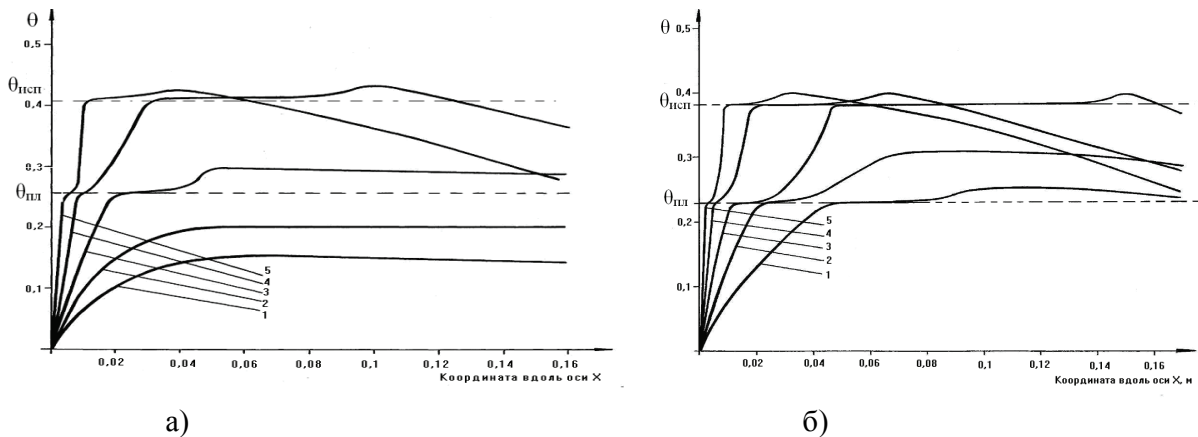 θ
0,5
θисп
0,4
0,3
θпл
0,2
0,1
5
4
3
2
1
0,02 0,04 0,06 0,08 0,1 0,12 0,14 0,16
Координата вдоль оси X
а)
θ
0,5
0,4
θисп
0,3
θпл
0,2
0,1
5
4
3
2
1
0,02 0,04 0,06 0,08 0,1 0,12 0,14 0,16
Координата вдоль оси X, м
б)